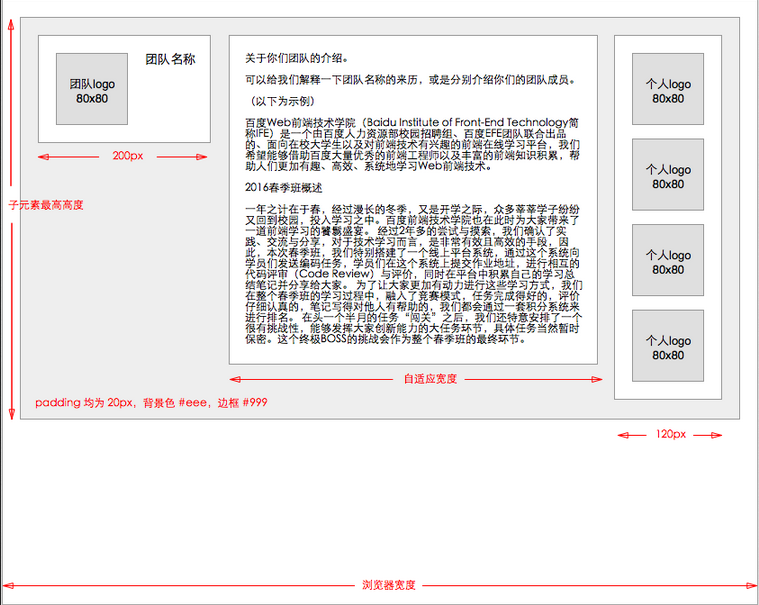 团队logo
80x80
团队名称
200px
子元素最高高度
关于你们团队的介绍。
可以给我们解释一下团队名称的来历，或是分别介绍你们的团队成员。
（以下为示例）
百度Web前端技术学院（Baidu Institute of Front-End Technology简
称IFE）是一个由百度人力资源部校园招聘组、百度EFE团队联合出品
的、面向在校大学生以及对前端技术有兴趣的前端在线学习平台，我们
希望能够借助百度大量优秀的前端工程师以及丰富的前端知识积累，帮
助人们更加有趣、高效、系统地学习Web前端技术。
2016春季班概述
一年之计在于春，经过漫长的冬季，又是开学之际，众多莘莘学子纷纷
又回到校园，投入学习之中。百度前端技术学院也在此时为大家带来了
一道前端学习的饕餮盛宴。 经过2年多的尝试与摸索，我们确认了实
践、交流与分享，对于技术学习而言，是非常有效且高效的手段，因
此，本次春季班，我们特别搭建了一个线上平台系统，通过这个系统向
学员们发送编码任务，学员们在这个系统上提交作业地址，进行相互的
代码评审（Code Review）与评价，同时在平台中积累自己的学习总
结笔记并分享给大家。 为了让大家更加有动力进行这些学习方式，我们
在整个春季班的学习过程中，融入了竞赛模式，任务完成得好的，评价
仔细认真的，笔记写得对他人有帮助的，我们都会通过一套积分系统来
进行排名。 在头一个半月的任务“闯关”之后，我们还特意安排了一个
很有挑战性，能够发挥大家创新能力的大任务环节，具体任务当然暂时
保密。这个终极BOSS的挑战会作为整个春季班的最终环节。
自适应宽度
个人logo
80x80
个人logo
80x80
个人logo
80x80
个人logo
80x80
padding 均为 20px，背景色 #eee，边框 #999
120px
浏览器宽度